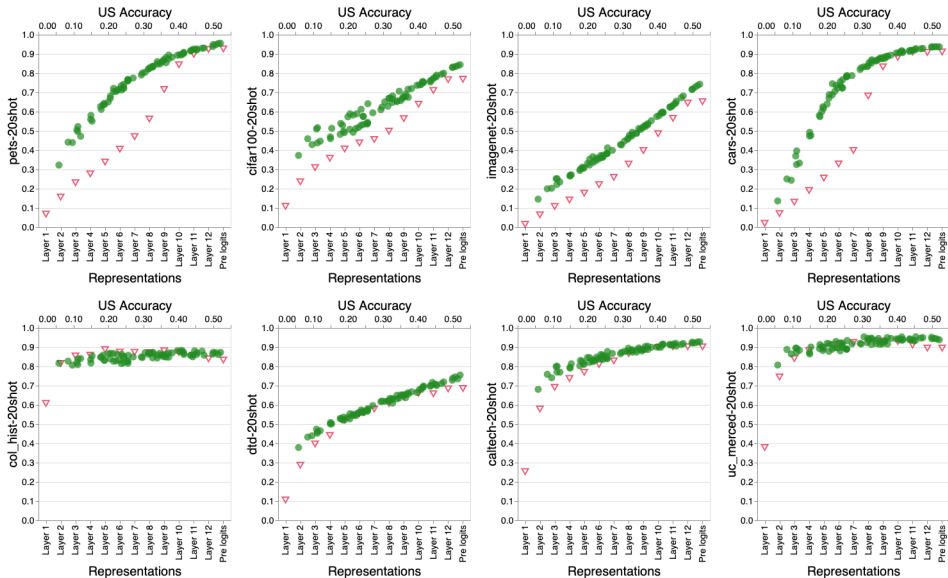 US Accuracy
0.00 0.10 0.20 0.30 0.40 0.50
pets-20shot
1.0
0.9
0.8
0.7
0.6
0.5
0.4
0.3
0.2
0.1
0.0
Layer 1
Layer 2
Layer 3
Layer 4
Layer 5
Layer 6
Layer 7
Layer 8
Layer 9
Layer 10
Layer 11
Layer 12
Pre logits
Representations
US Accuracy
0.00 0.10 0.20 0.30 0.40 0.50
cifar100-20shot
1.0
0.9
0.8
0.7
0.6
0.5
0.4
0.3
0.2
0.1
0.0
Layer 1
Layer 2
Layer 3
Layer 4
Layer 5
Layer 6
Layer 7
Layer 8
Layer 9
Layer 10
Layer 11
Layer 12
Pre logits
Representations
US Accuracy
0.00 0.10 0.20 0.30 0.40 0.50
imagenet-20shot
1.0
0.9
0.8
0.7
0.6
0.5
0.4
0.3
0.2
0.1
0.0
Layer 1
Layer 2
Layer 3
Layer 4
Layer 5
Layer 6
Layer 7
Layer 8
Layer 9
Layer 10
Layer 11
Layer 12
Pre logits
Representations
US Accuracy
0.00 0.10 0.20 0.30 0.40 0.50
cars-20shot
1.0
0.9
0.8
0.7
0.6
0.5
0.4
0.3
0.2
0.1
0.0
Layer 1
Layer 2
Layer 3
Layer 4
Layer 5
Layer 6
Layer 7
Layer 8
Layer 9
Layer 10
Layer 11
Layer 12
Pre logits
Representations
US Accuracy
0.00 0.10 0.20 0.30 0.40 0.50
col_hist-20shot
1.0
0.9
0.8
0.7
0.6
0.5
0.4
0.3
0.2
0.1
0.0
Layer 1
Layer 2
Layer 3
Layer 4
Layer 5
Layer 6
Layer 7
Layer 8
Layer 9
Layer 10
Layer 11
Layer 12
Pre logits
Representations
US Accuracy
0.00 0.10 0.20 0.30 0.40 0.50
dtd-20shot
1.0
0.9
0.8
0.7
0.6
0.5
0.4
0.3
0.2
0.1
0.0
Layer 1
Layer 2
Layer 3
Layer 4
Layer 5
Layer 6
Layer 7
Layer 8
Layer 9
Layer 10
Layer 11
Layer 12
Pre logits
Representations
US Accuracy
0.00 0.10 0.20 0.30 0.40 0.50
caltech-20shot
1.0
0.9
0.8
0.7
0.6
0.5
0.4
0.3
0.2
0.1
0.0
Layer 1
Layer 2
Layer 3
Layer 4
Layer 5
Layer 6
Layer 7
Layer 8
Layer 9
Layer 10
Layer 11
Layer 12
Pre logits
Representations
US Accuracy
0.00 0.10 0.20 0.30 0.40 0.50
uc_merced-20shot
1.0
0.9
0.8
0.7
0.6
0.5
0.4
0.3
0.2
0.1
0.0
Layer 1
Layer 2
Layer 3
Layer 4
Layer 5
Layer 6
Layer 7
Layer 8
Layer 9
Layer 10
Layer 11
Layer 12
Pre logits
Representations